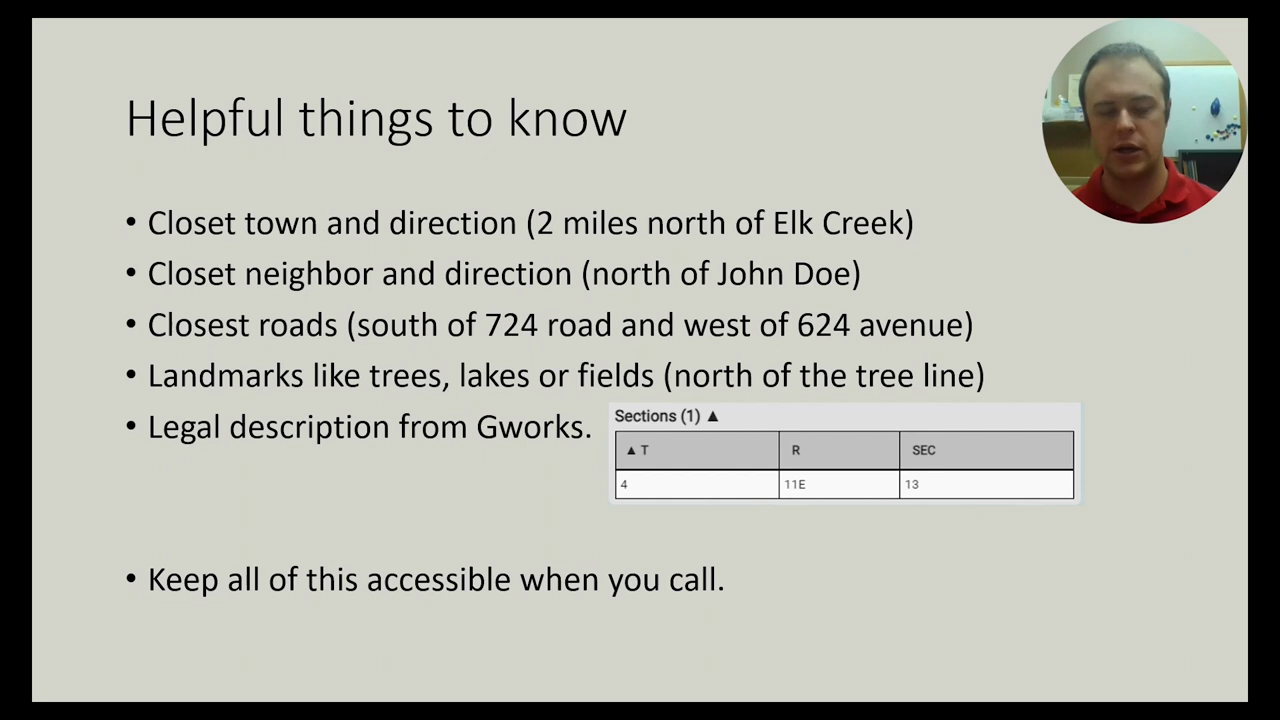 Helpful things to know
• Closet town and direction (2 miles north of Elk Creek)
• Closet neighbor and direction (north of John Doe)
• Closest roads (south of 724 road and west of 624 avenue)
• Landmarks like trees, lakes or fields (north of the tree line)
• Legal description from Gworks.
Sections (1) ▲
▲ T R SEC
4 11E 13
• Keep all of this accessible when you call.